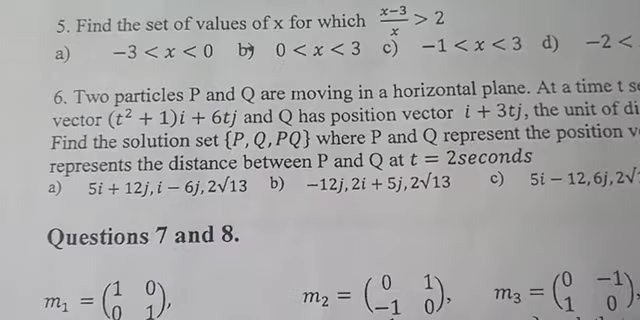 5. Find the set of values of x for which (x−3)/x > 2
a) −3 < x < 0 b) 0 < x < 3 c) −1 < x < 3 d) −2 <
6. Two particles P and Q are moving in a horizontal plane. At a time t
vector (t² + 1)i + 6tj and Q has position vector i + 3tj, the unit of
Find the solution set {P, Q, PQ} where P and Q represent the position
represents the distance between P and Q at t = 2seconds
a) 5i + 12j, i − 6j, 2√13 b) −12j, 2i + 5j, 2√13 c) 5i − 12, 6j, 2√
Questions 7 and 8.
m₁ = (1 0
0 1), m₂ = (0 1
−1 0), m₃ = (0 −1
1 0),